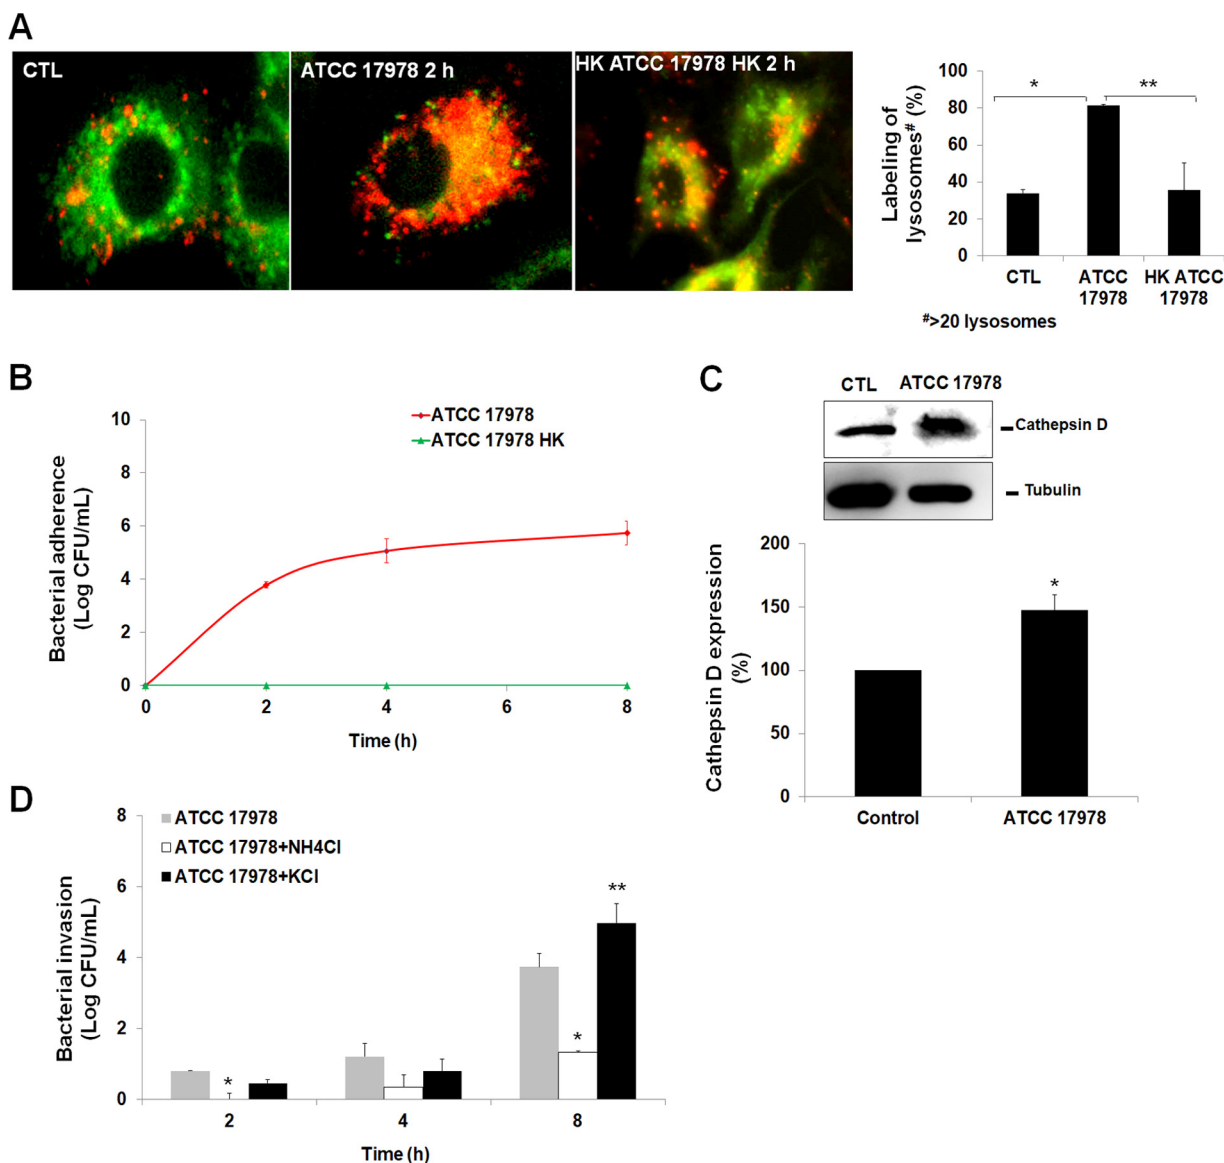 A
CTL
ATCC 17978 2 h
HK ATCC 17978 HK 2 h
Labeling of
lysosomes# (%)
100
80
60
40
20
0
*
**
CTL
ATCC
17978
HK ATCC
17978
#>20 lysosomes
B
Bacterial adherence
(Log CFU/mL)
10
8
6
4
2
0
ATCC 17978
ATCC 17978 HK
0
2
4
6
8
Time (h)
C
CTL
ATCC 17978
Cathepsin D
Tubulin
Cathepsin D expression
(%)
200
150
100
50
0
*
Control
ATCC 17978
D
Bacterial invasion
(Log CFU/mL)
8
6
4
2
0
ATCC 17978
ATCC 17978+NH4Cl
ATCC 17978+KCl
*
*
**
2
4
8
Time (h)